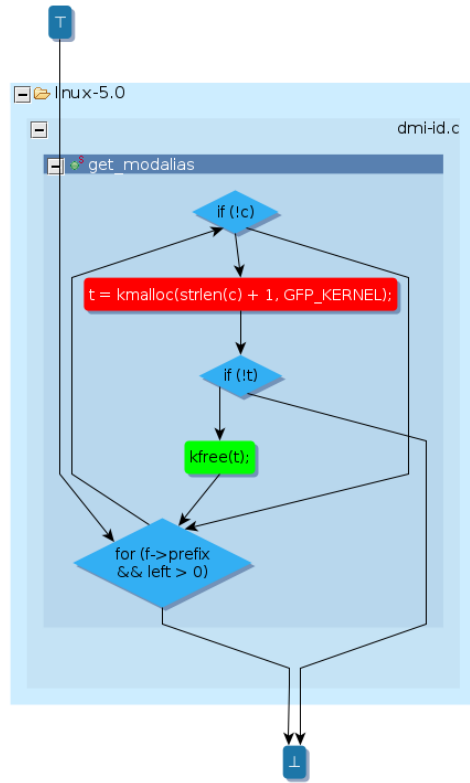 ⊤
linux-5.0
dmi-id.c
get_modalias
if (!c)
t = kmalloc(strlen(c) + 1, GFP_KERNEL);
if (!t)
kfree(t);
for (f->prefix
&& left > 0)
⊥